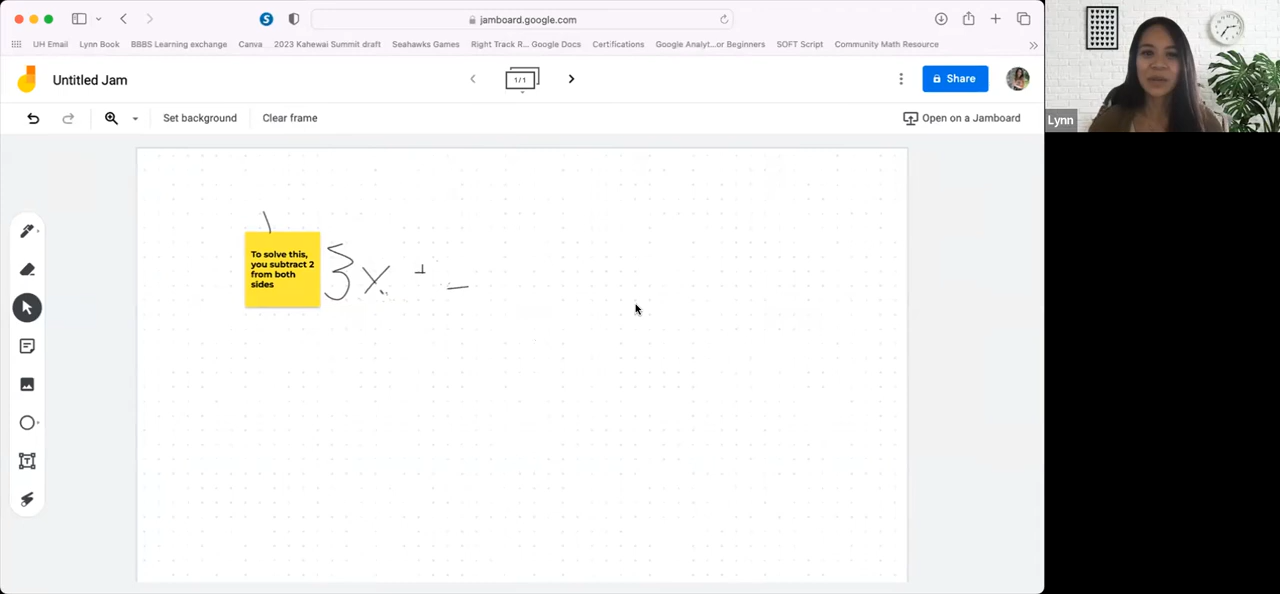 jamboard.google.com
UH Email Lynn Book BBBS Learning exchange Canva 2023 Kahewai Summit draft Seahawks Games Right Track R... Google Docs Certifications Google Analyt...or Beginners SOFT Script Community Math Resource
Untitled Jam
1/1
Share
Set background Clear frame
Open on a Jamboard
Lynn
To solve this,
you subtract 2
from both
sides
3x + −